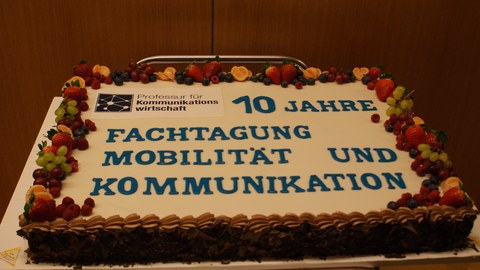 Professur für
Kommunikations
wirtschaft
10 JAHRE
FACHTAGUNG
MOBILITÄT UND
KOMMUNIKATION